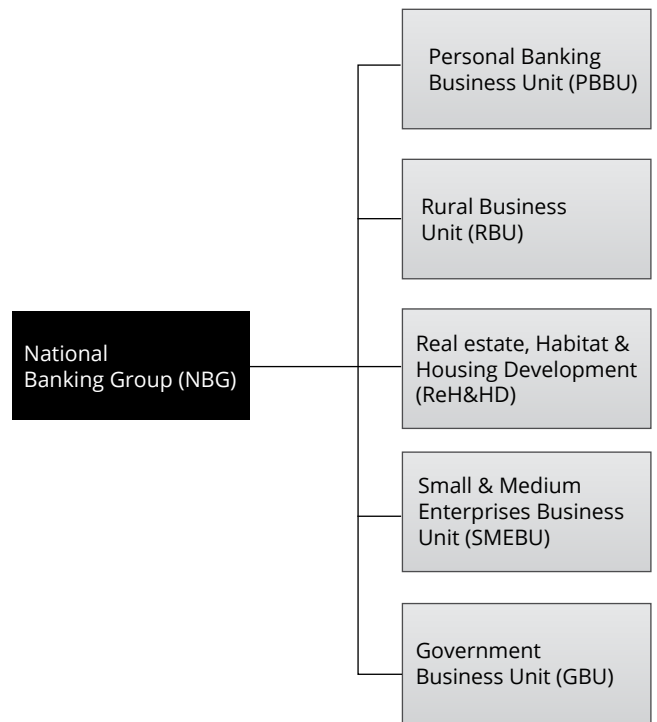 Personal Banking
Business Unit (PBBU)
Rural Business
Unit (RBU)
National
Banking Group (NBG)
Real estate, Habitat &
Housing Development
(ReH&HD)
Small & Medium
Enterprises Business
Unit (SMEBU)
Government
Business Unit (GBU)